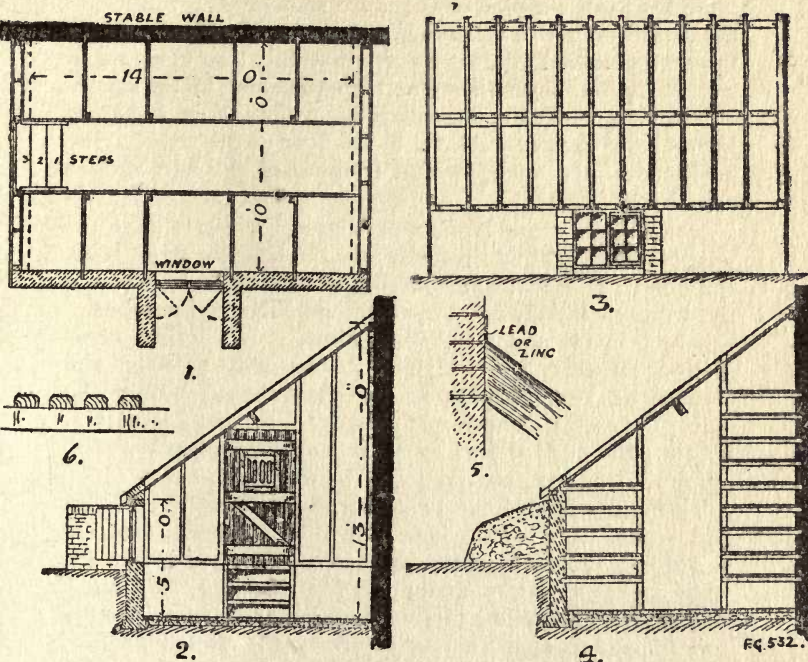 STABLE WALL
14' 0"
10' 0"
3 2 1 STEPS
WINDOW
1.
3.
LEAD
OR
ZINC
5.
6.
13' 0"
5' 0"
2.
4.
F.G. 532.